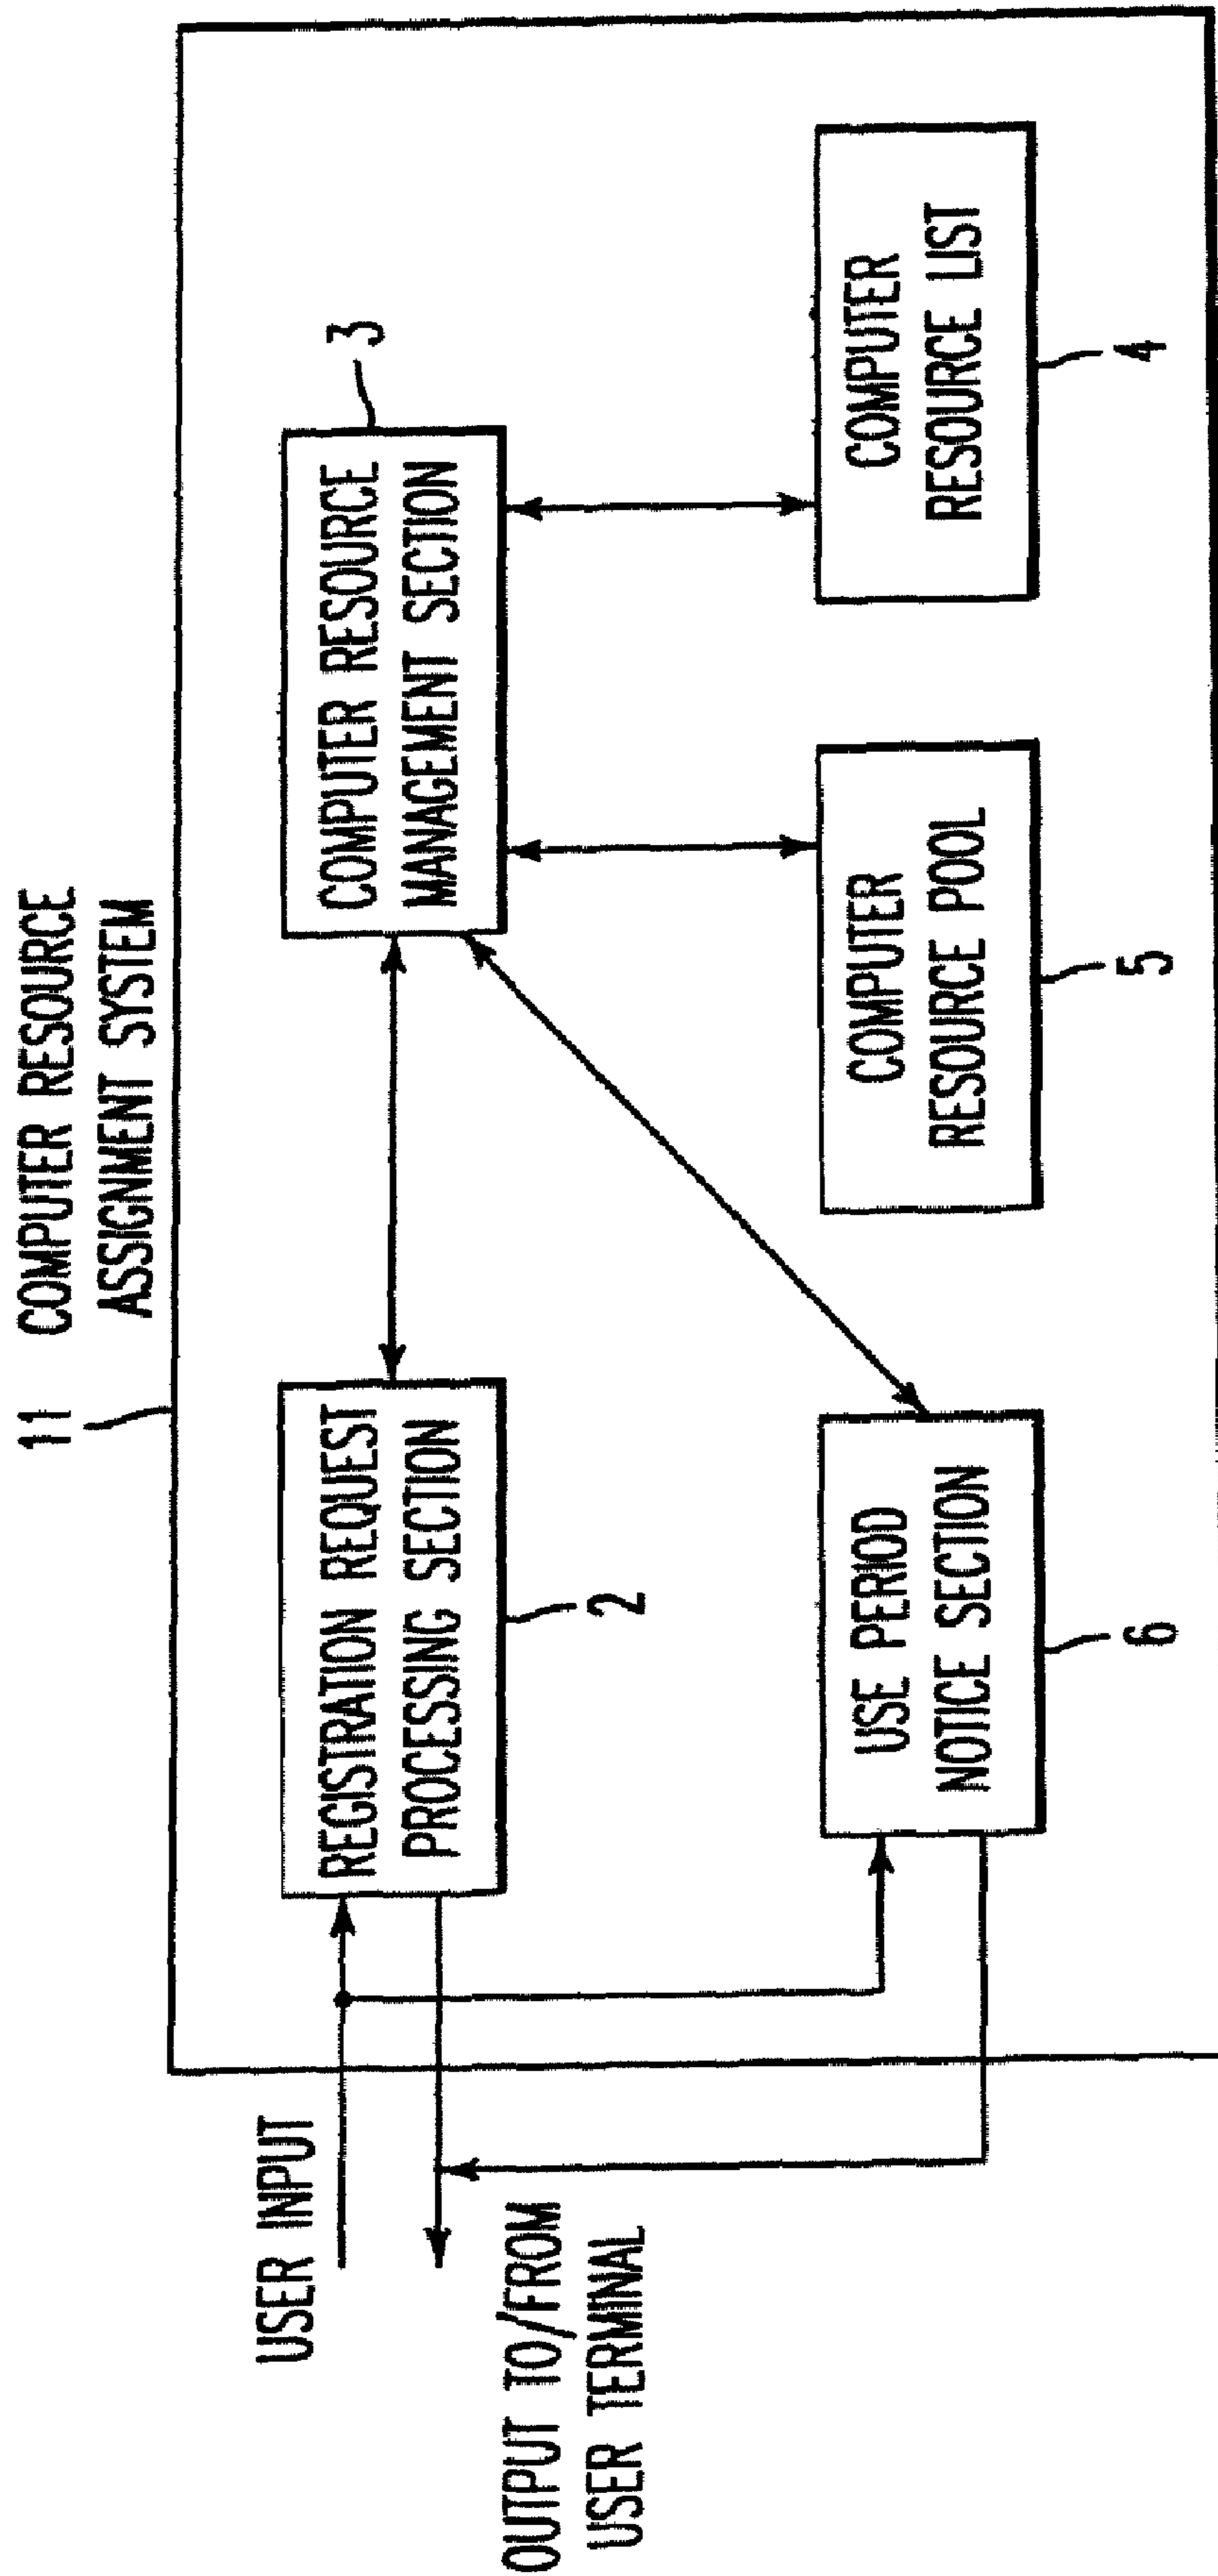 11 COMPUTER RESOURCE
ASSIGNMENT SYSTEM
USER INPUT
OUTPUT TO/FROM
USER TERMINAL
REGISTRATION REQUEST
PROCESSING SECTION
2
COMPUTER RESOURCE
MANAGEMENT SECTION
3
USE PERIOD
NOTICE SECTION
6
COMPUTER
RESOURCE POOL
5
COMPUTER
RESOURCE LIST
4